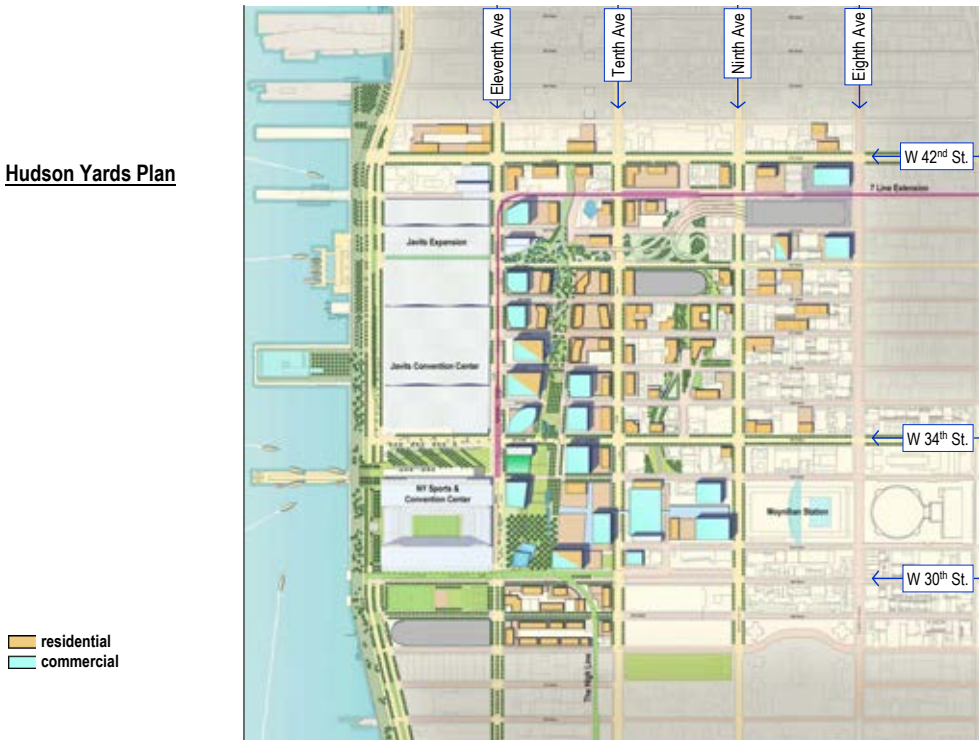 Eleventh Ave
Tenth Ave
Ninth Ave
Eighth Ave
Hudson Yards Plan
W 42nd St.
7 Line Extension
Javits Expansion
Javits Convention Center
W 34th St.
NY Sports &
Convention Center
Moynihan Station
W 30th St.
residential
commercial
The High Line